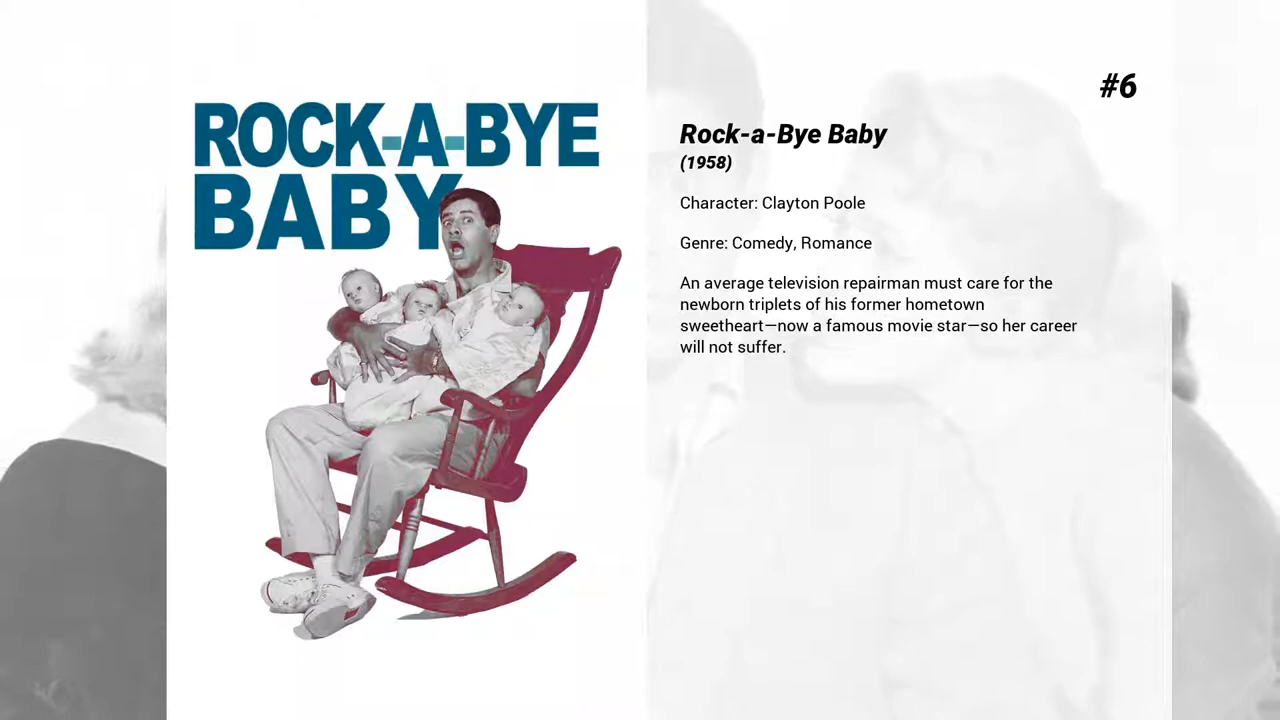 ROCK-A-BYE
BABY
#6
Rock-a-Bye Baby
(1958)
Character: Clayton Poole
Genre: Comedy, Romance
An average television repairman must care for the
newborn triplets of his former hometown
sweetheart—now a famous movie star—so her career
will not suffer.